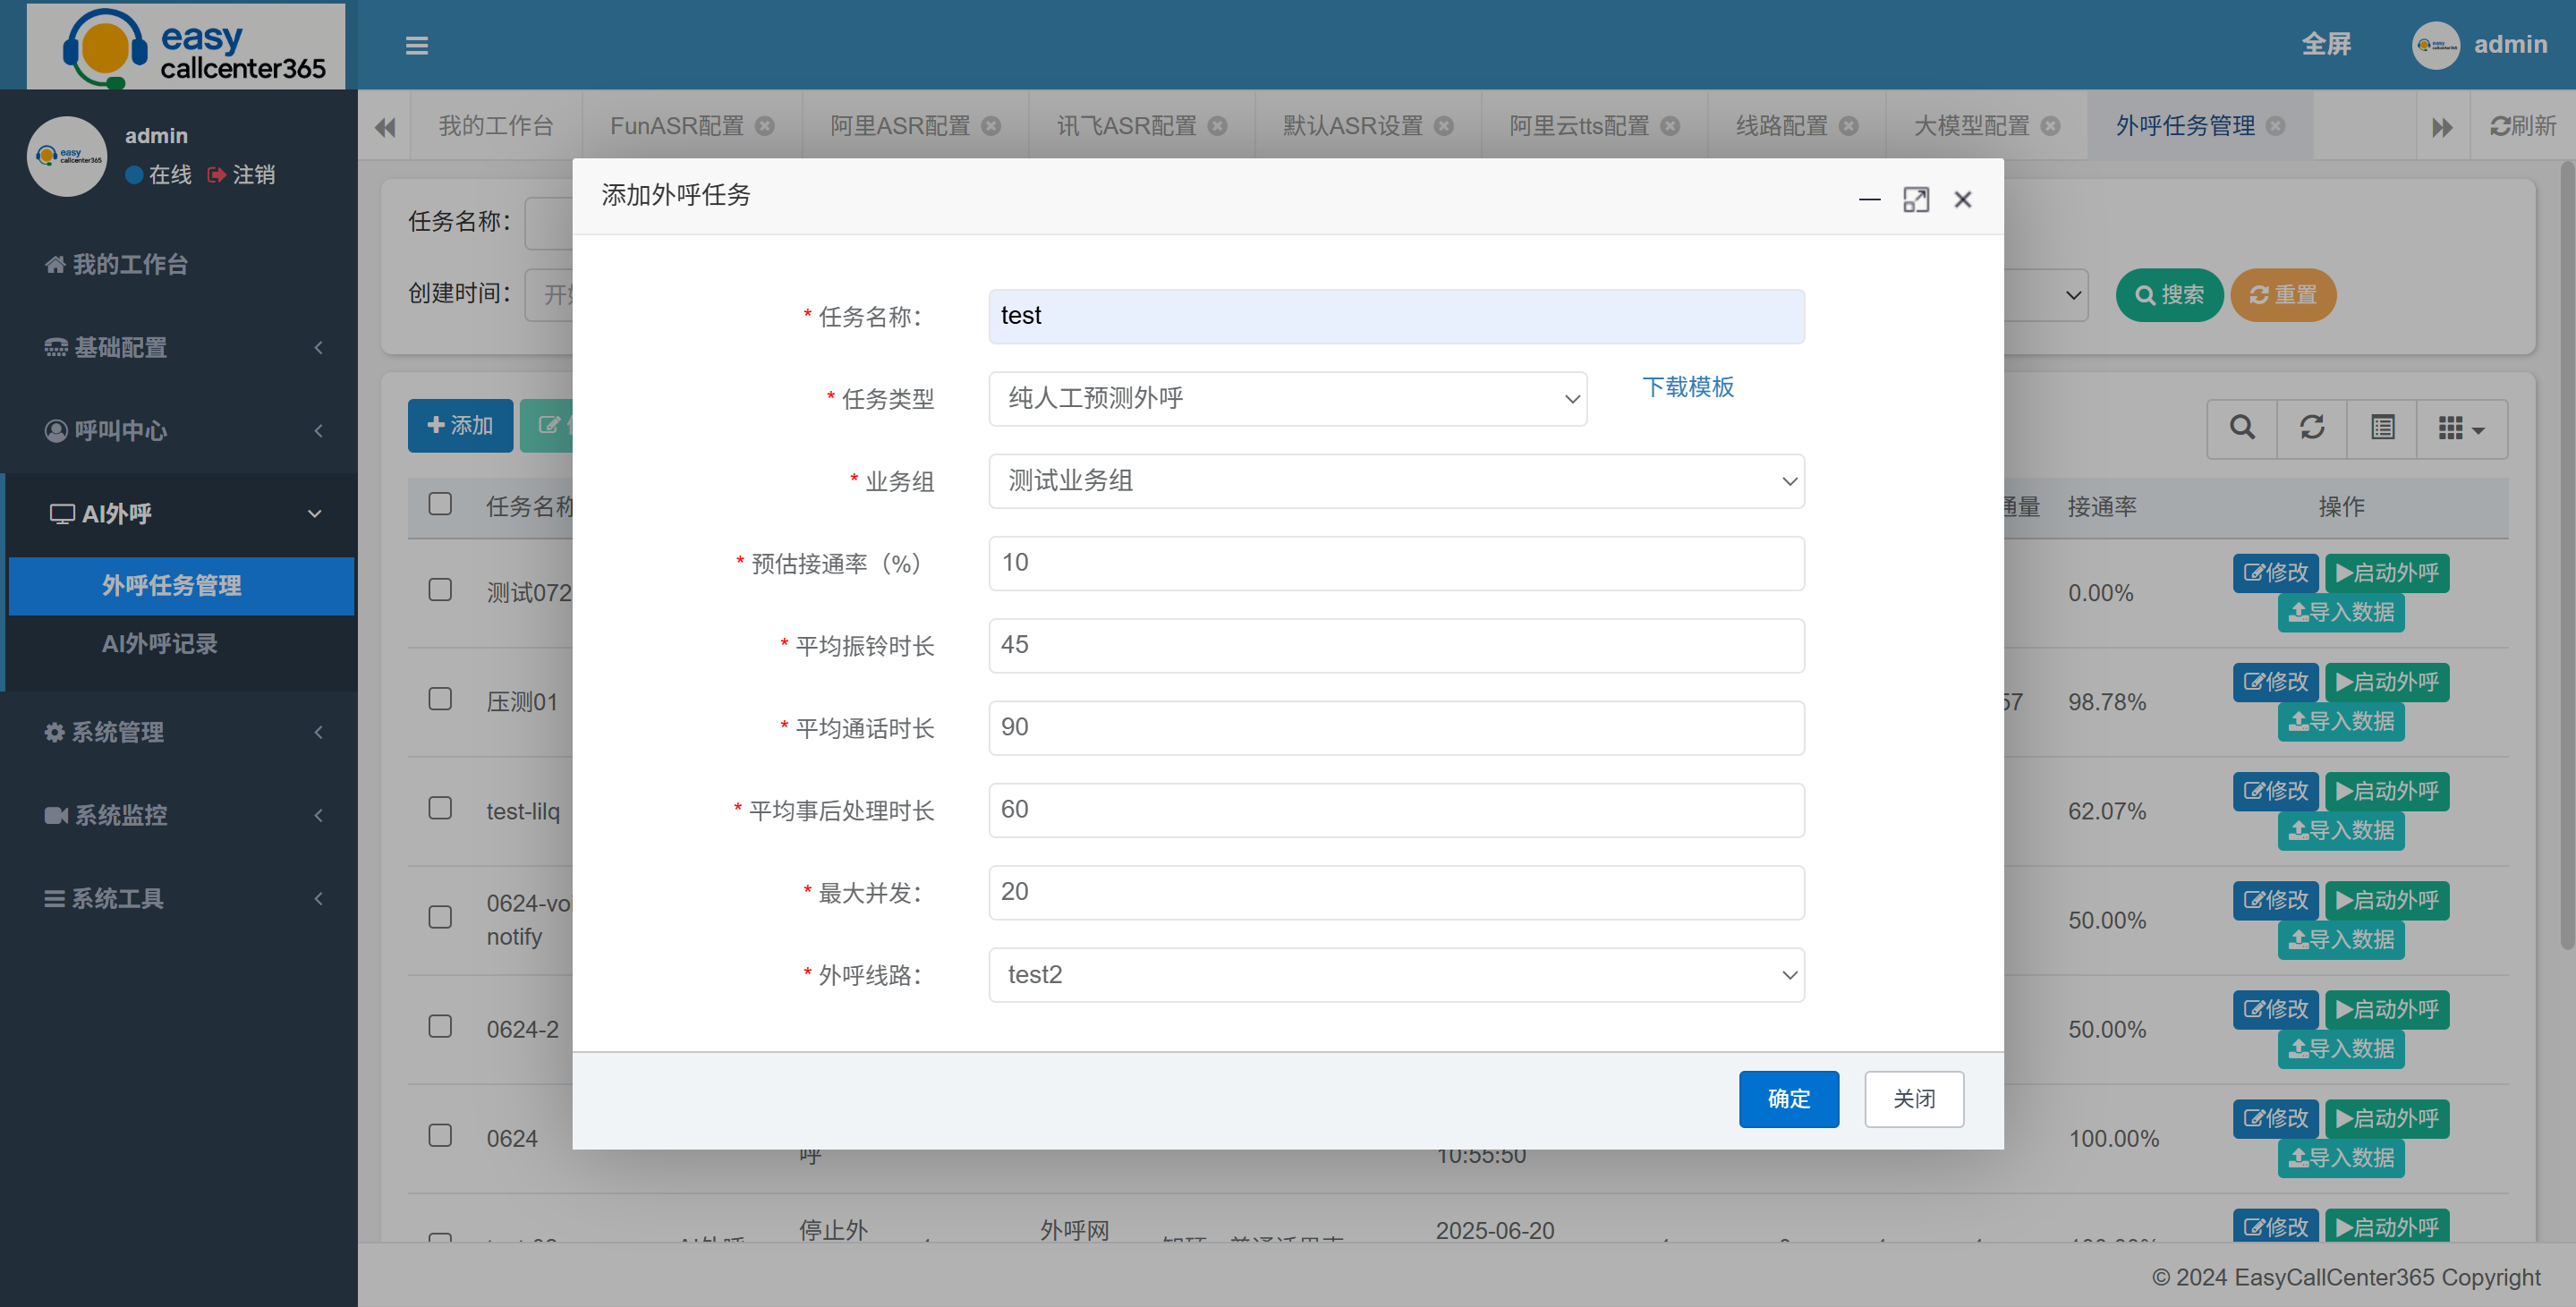 easy
callcenter365
全屏
admin
admin
在线 注销
我的工作台
基础配置
呼叫中心
AI外呼
外呼任务管理
AI外呼记录
系统管理
系统监控
系统工具
我的工作台 FunASR配置 阿里ASR配置 讯飞ASR配置 默认ASR设置 阿里云tts配置 线路配置 大模型配置 外呼任务管理 刷新
任务名称：
创建时间：
搜索 重置
添加
任务名称 接通率 操作
测试072 0.00% 修改 启动外呼
导入数据
压测01 57 98.78% 修改 启动外呼
导入数据
test-lilq 62.07% 修改 启动外呼
导入数据
0624-voi
notify 50.00% 修改 启动外呼
导入数据
0624-2 50.00% 修改 启动外呼
导入数据
0624 呼 10:55:50 100.00% 修改 启动外呼
导入数据
停止外 外呼网 2025-06-20 修改 启动外呼
添加外呼任务
* 任务名称： test
* 任务类型 纯人工预测外呼 下载模板
* 业务组 测试业务组
* 预估接通率（%） 10
* 平均振铃时长 45
* 平均通话时长 90
* 平均事后处理时长 60
* 最大并发： 20
* 外呼线路： test2
确定 关闭
© 2024 EasyCallCenter365 Copyright